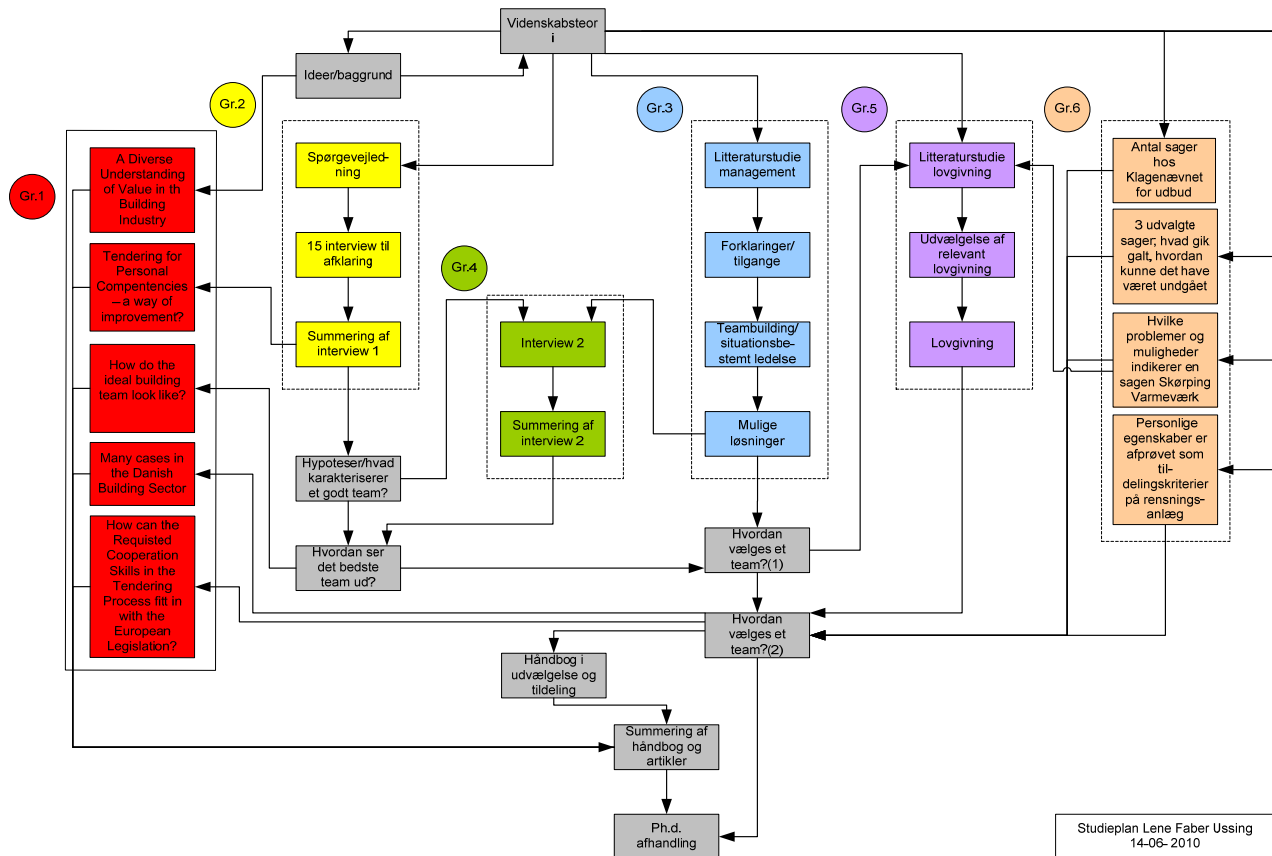 Videnskabsteor
i
Ideer/baggrund
Gr.2
Gr.3
Gr.5
Gr.6
Gr.1
A Diverse
Understanding
of Value in th
Building
Industry
Tendering for
Personal
Compentencies
– a way of
improvement?
How do the
ideal building
team look like?
Many cases in
the Danish
Building Sector
How can the
Requisted
Cooperation
Skills in the
Tendering
Process fitt in
with the
European
Legislation?
Spørgevejled-
ning
15 interview til
afklaring
Summering af
interview 1
Hypoteser/hvad
karakteriserer
et godt team?
Hvordan ser
det bedste
team ud?
Gr.4
Interview 2
Summering af
interview 2
Litteraturstudie
management
Forklaringer/
tilgange
Teambuilding/
situationsbe-
stemt ledelse
Mulige
løsninger
Hvordan
vælges et
team?(1)
Hvordan
vælges et
team?(2)
Litteraturstudie
lovgivning
Udvælgelse af
relevant
lovgivning
Lovgivning
Antal sager
hos
Klagenævnet
for udbud
3 udvalgte
sager; hvad gik
galt, hvordan
kunne det have
været undgået
Hvilke
problemer og
muligheder
indikerer en
sagen Skørping
Varmeværk
Personlige
egenskaber er
afprøvet som
til-
delingskriterier
på rensnings-
anlæg
Håndbog i
udvælgelse og
tildeling
Summering af
håndbog og
artikler
Ph.d.
afhandling
Studieplan Lene Faber Ussing
14-06- 2010